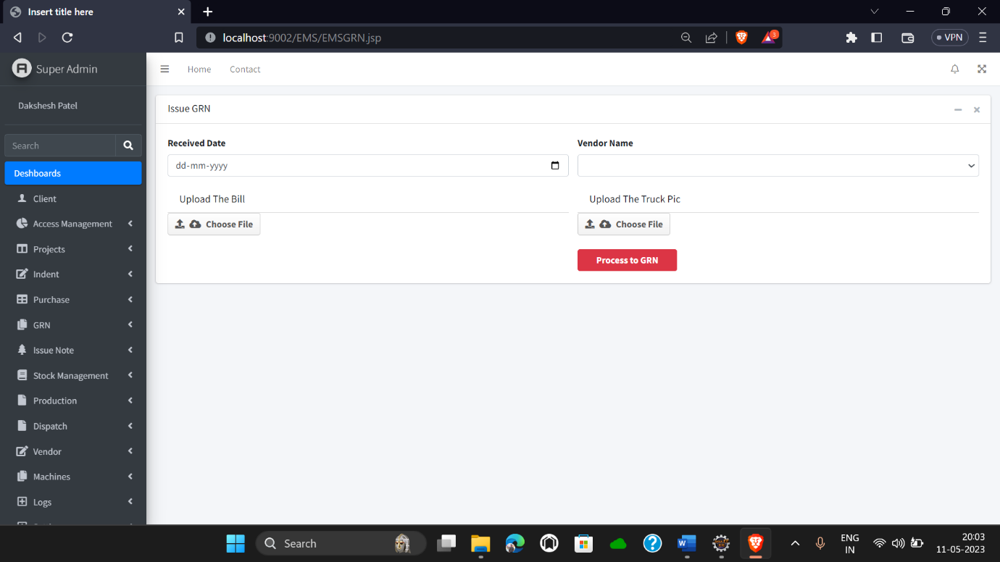 Insert title here
localhost:9002/EMS/EMSGRN.jsp
3
VPN
Super Admin
Home
Contact
Dakshesh Patel
Issue GRN
Search
Received Date
Vendor Name
dd-mm-yyyy
Deshboards
Client
Upload The Bill
Upload The Truck Pic
Access Management
Choose File
Choose File
Projects
Process to GRN
Indent
Purchase
GRN
Issue Note
Stock Management
Production
Dispatch
Vendor
Machines
Logs
Search
ENG
IN
20:03
11-05-2023